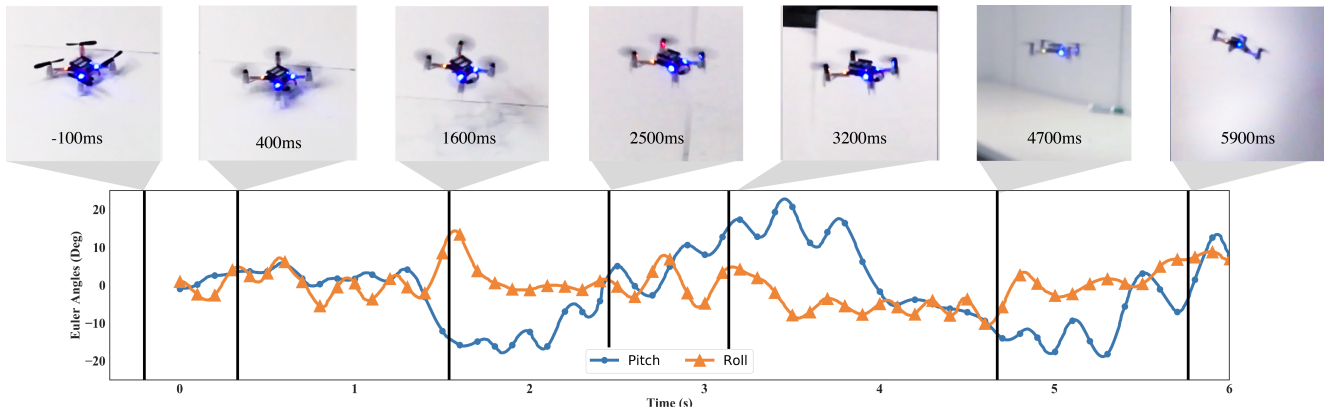 -100ms
400ms
1600ms
2500ms
3200ms
4700ms
5900ms
Euler Angles (Deg)
20
10
0
−10
−20
Pitch
Roll
0
1
2
3
4
5
6
Time (s)